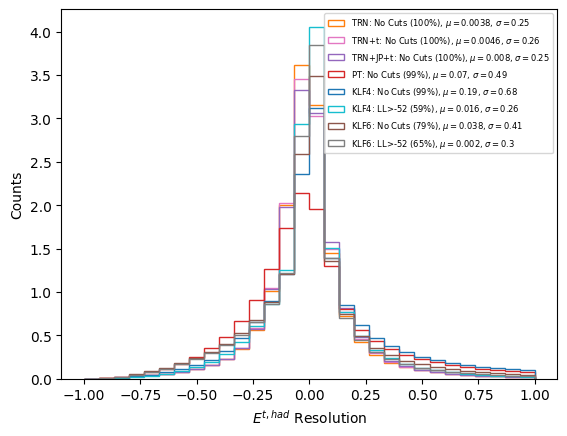 TRN: No Cuts (100%), μ = 0.0038, σ = 0.25
TRN+t: No Cuts (100%), μ = 0.0046, σ = 0.26
TRN+JP+t: No Cuts (100%), μ = 0.008, σ = 0.25
PT: No Cuts (99%), μ = 0.07, σ = 0.49
KLF4: No Cuts (99%), μ = 0.19, σ = 0.68
KLF4: LL>-52 (59%), μ = 0.016, σ = 0.26
KLF6: No Cuts (79%), μ = 0.038, σ = 0.41
KLF6: LL>-52 (65%), μ = 0.002, σ = 0.3
4.0
3.5
3.0
2.5
2.0
1.5
1.0
0.5
0.0
Counts
−1.00 −0.75 −0.50 −0.25 0.00 0.25 0.50 0.75 1.00
E^{t, had} Resolution